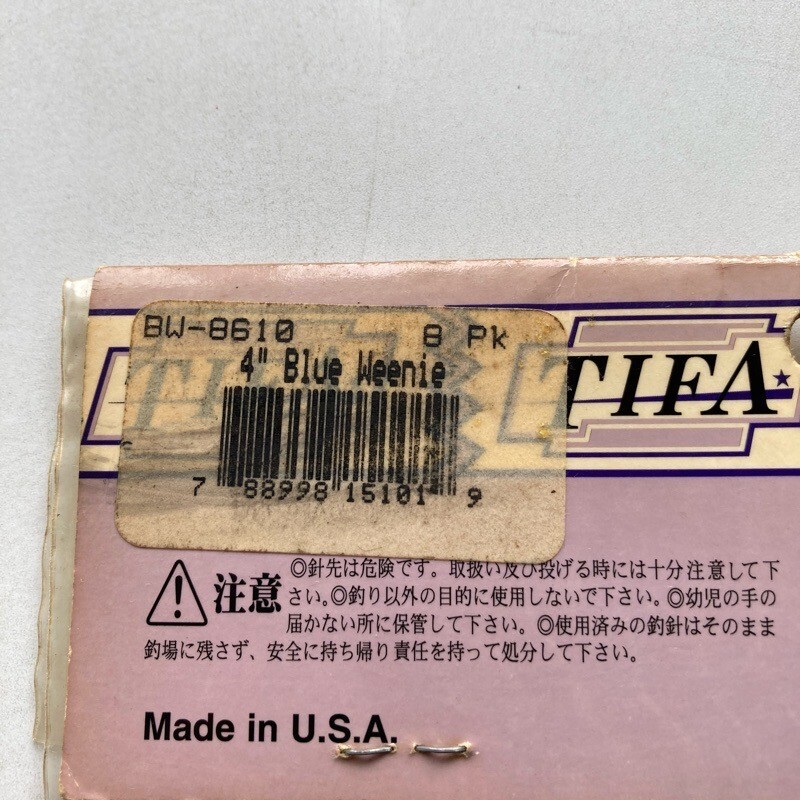 BW-8610 8 Pk
4" Blue Weenie
7 88998 15101 9
TIFA
注意
◎針先は危険です。取扱い及び投げる時には十分注意して下
さい。◎釣り以外の目的に使用しないで下さい。◎幼児の手の
届かない所に保管して下さい。◎使用済みの釣針はそのまま
釣場に残さず、安全に持ち帰り責任を持って処分して下さい。
Made in U.S.A.